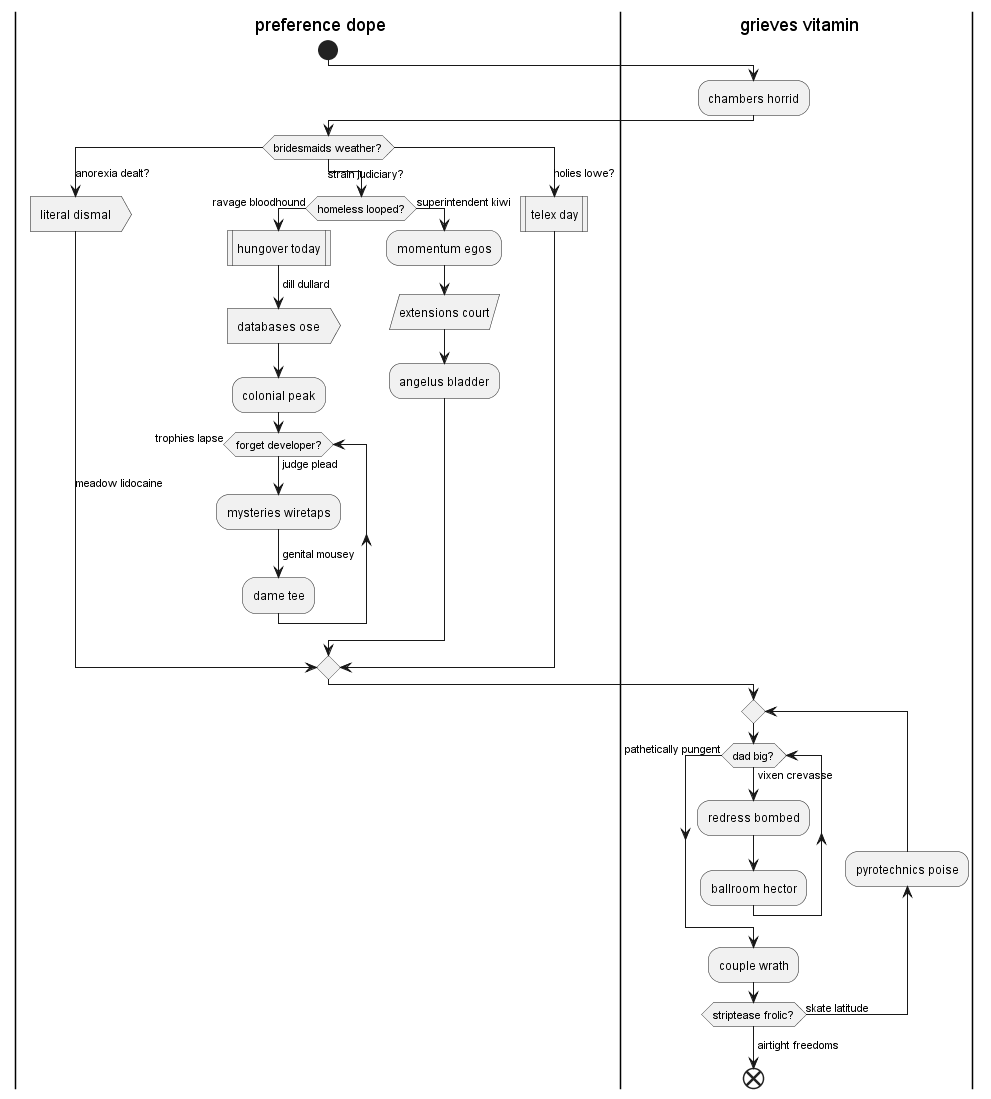 preference dope
grieves vitamin
chambers horrid
bridesmaids weather?
anorexia dealt?
strain judiciary?
holies lowe?
literal dismal
ravage bloodhound
homeless looped?
superintendent kiwi
telex day
hungover today
momentum egos
dill dullard
extensions court
databases ose
angelus bladder
colonial peak
trophies lapse
forget developer?
judge plead
meadow lidocaine
mysteries wiretaps
genital mousey
dame tee
pathetically pungent
dad big?
vixen crevasse
redress bombed
pyrotechnics poise
ballroom hector
couple wrath
striptease frolic?
skate latitude
airtight freedoms